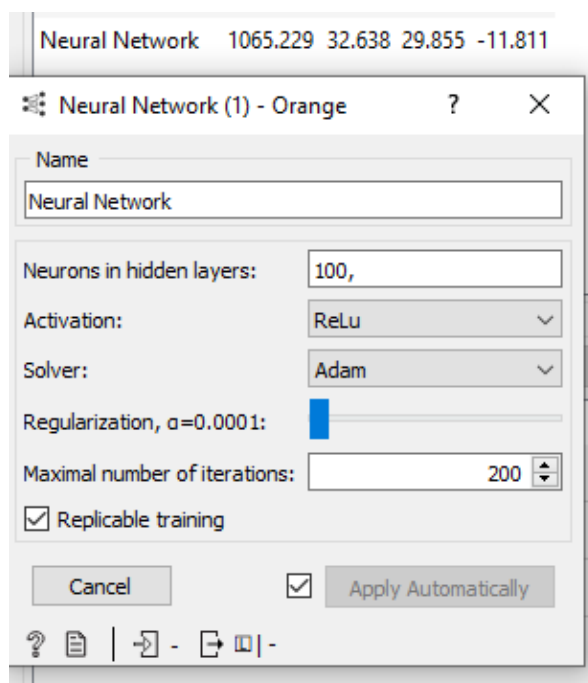 Neural Network 1065.229 32.638 29.855 -11.811
Neural Network (1) - Orange ? ×
Name
Neural Network
Neurons in hidden layers: 100,
Activation: ReLu
Solver: Adam
Regularization, α=0.0001:
Maximal number of iterations: 200
Replicable training
Cancel Apply Automatically
? | - -